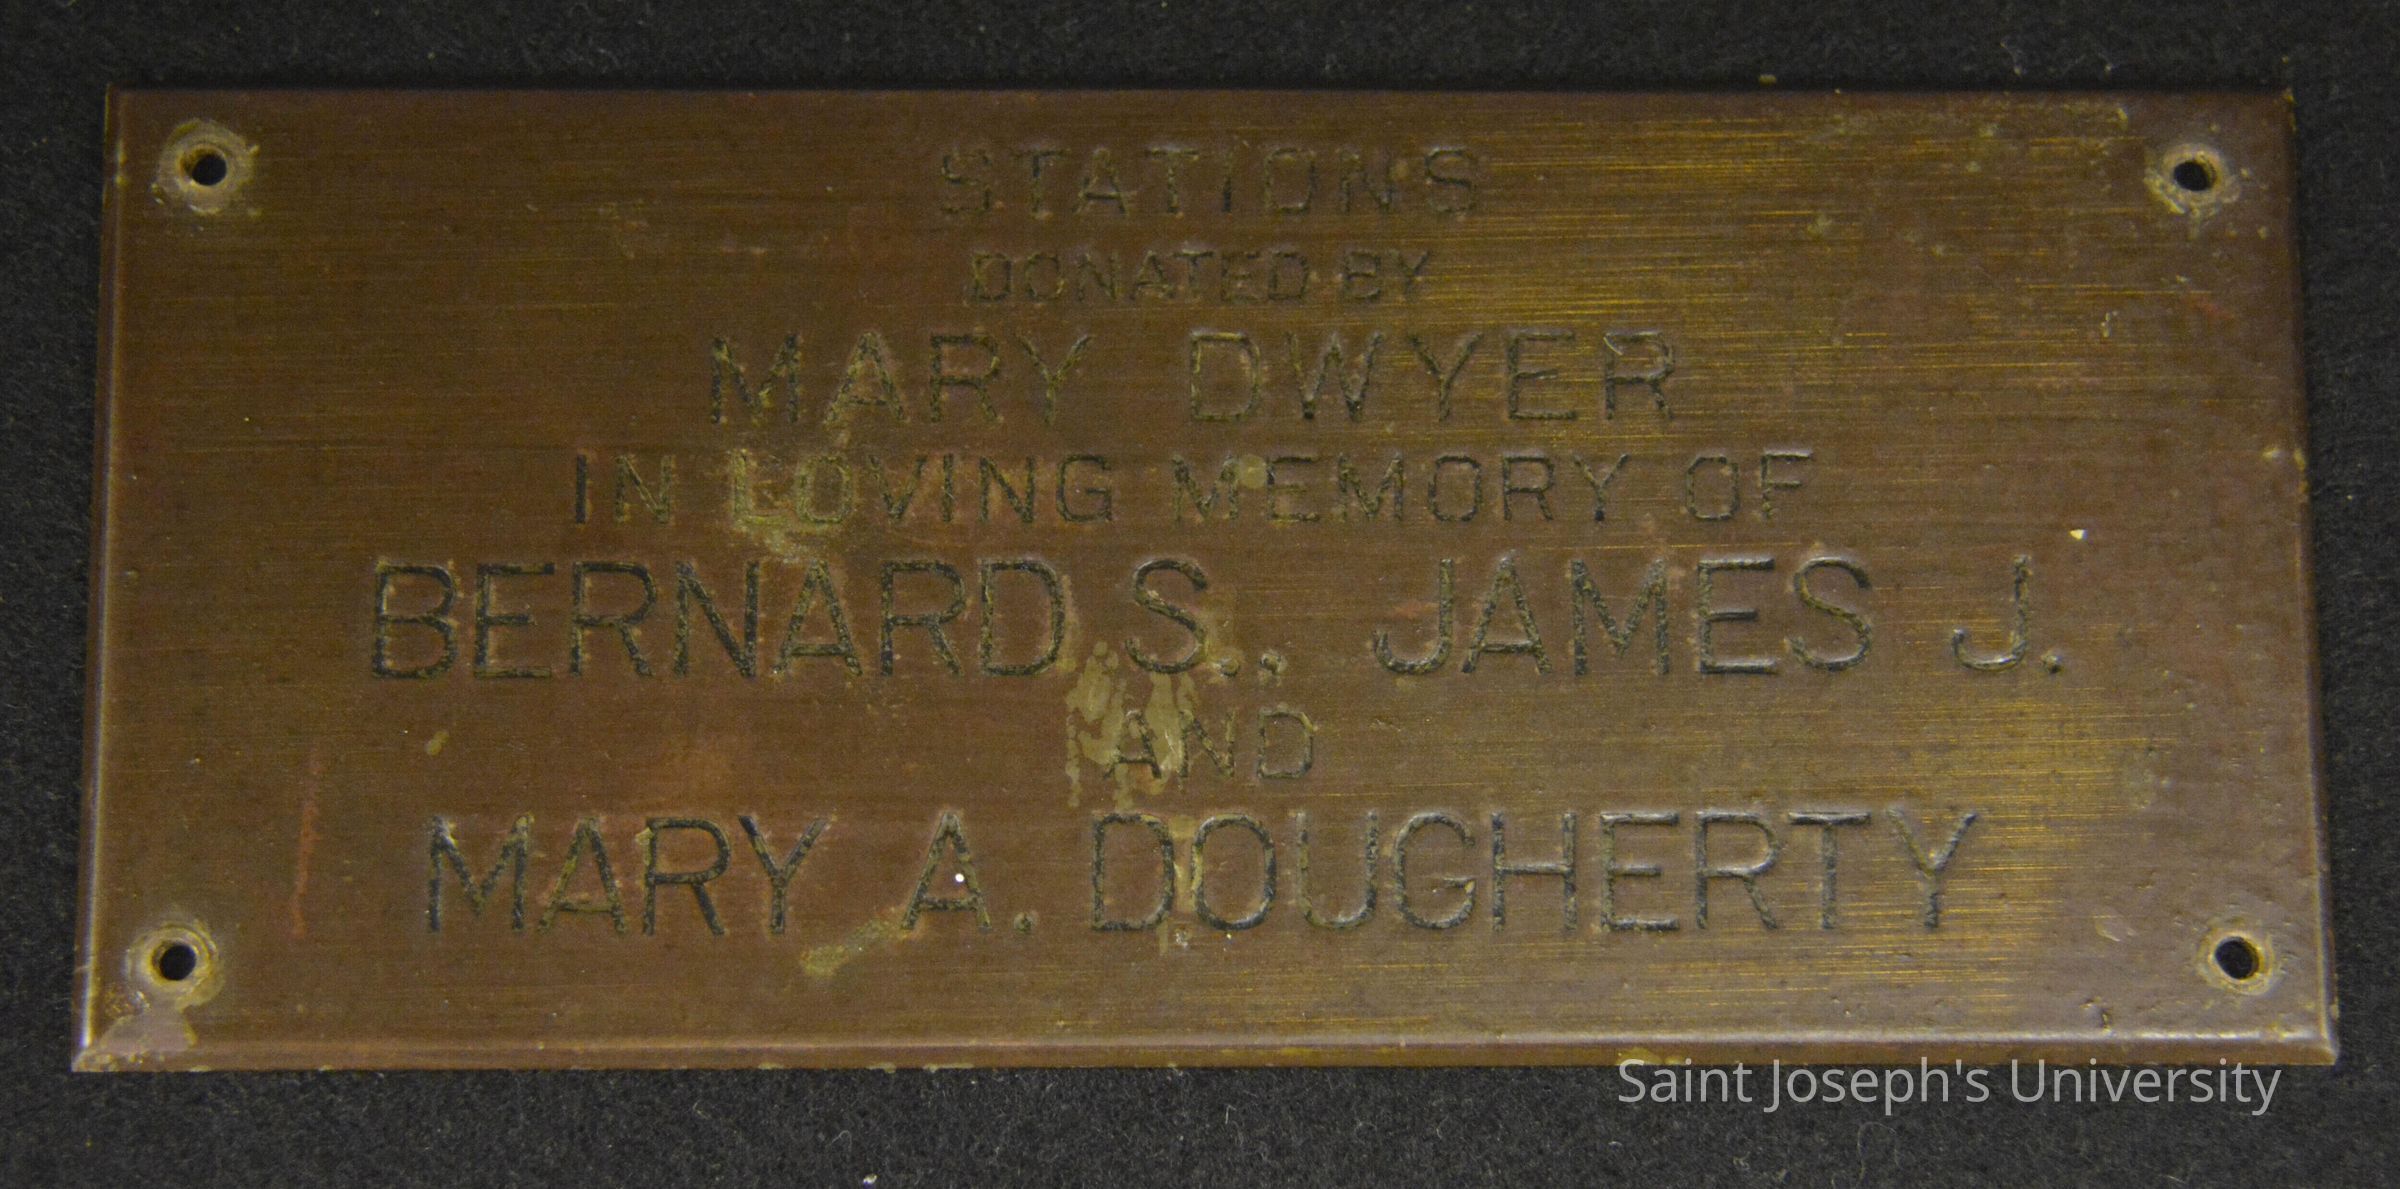 STATIONS
DONATED BY
MARY DWYER
IN LOVING MEMORY OF
BERNARD S., JAMES J.
AND
MARY A. DOUGHERTY
Saint Joseph's University